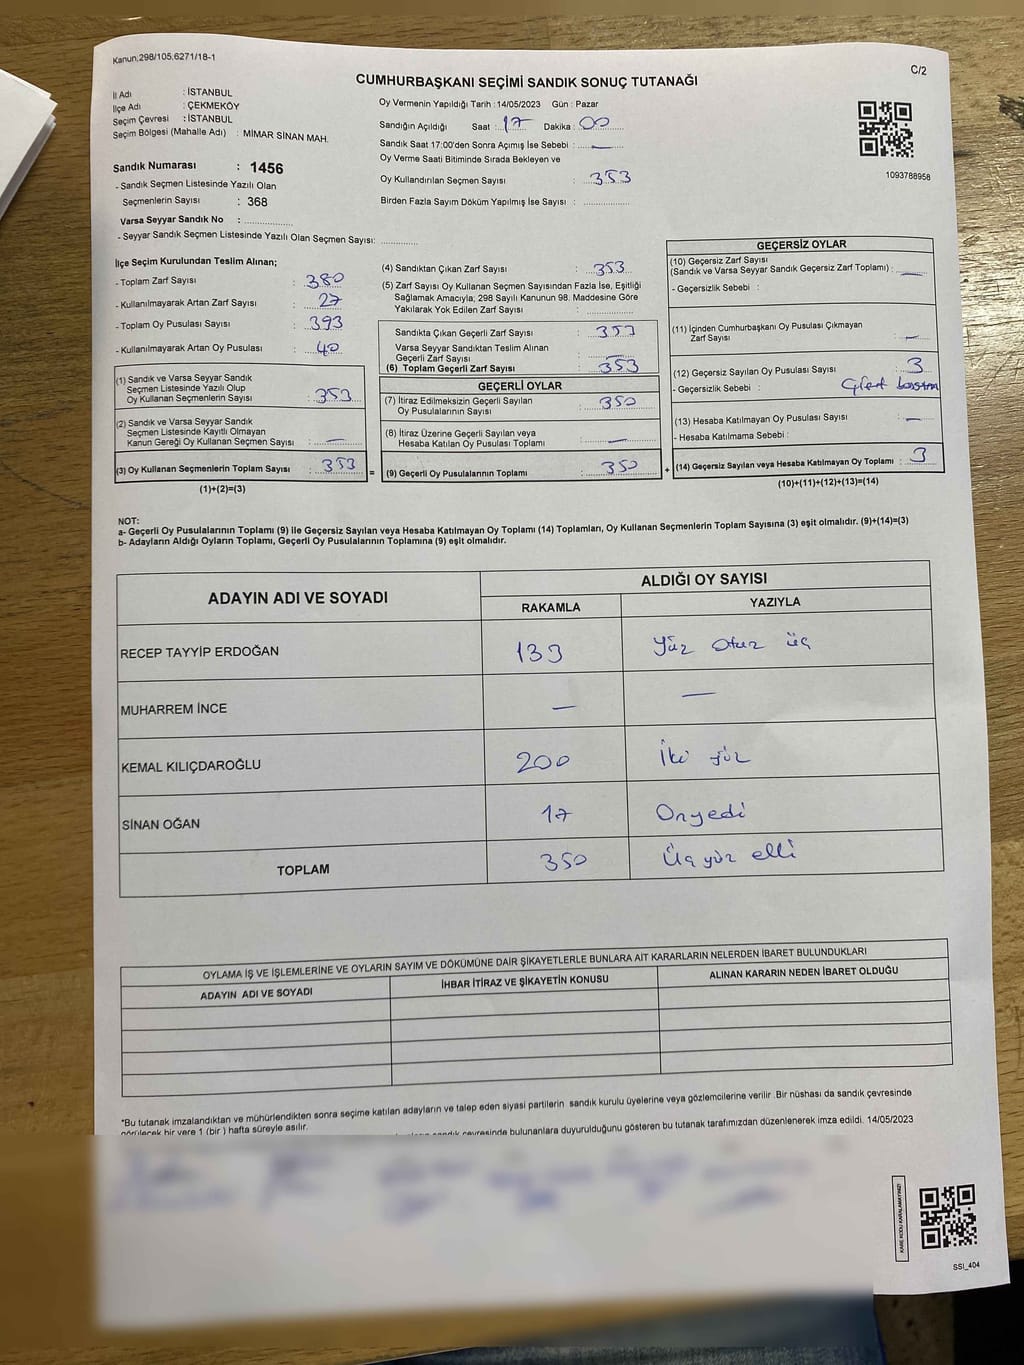 Kanun:298/105,6271/18-1
C/2
CUMHURBAŞKANI SEÇİMİ SANDIK SONUÇ TUTANAĞI
İl Adı : İSTANBUL
İlçe Adı : ÇEKMEKÖY
Seçim Çevresi : İSTANBUL
Seçim Bölgesi (Mahalle Adı) : MİMAR SİNAN MAH.
Sandık Numarası : 1456
- Sandık Seçmen Listesinde Yazılı Olan
Seçmenlerin Sayısı : 368
Varsa Seyyar Sandık No : ..............
- Seyyar Sandık Seçmen Listesinde Yazılı Olan Seçmen Sayısı: ............
Oy Vermenin Yapıldığı Tarih : 14/05/2023 Gün : Pazar
Sandığın Açıldığı Saat : 17 Dakika : 00
Sandık Saat 17:00'den Sonra Açımış İse Sebebi : —
Oy Verme Saati Bitiminde Sırada Bekleyen ve
Oy Kullandırılan Seçmen Sayısı : 353
Birden Fazla Sayım Döküm Yapılmış İse Sayısı : ..............
1093788958
İlçe Seçim Kurulundan Teslim Alınan;
- Toplam Zarf Sayısı : 380
- Kullanılmayarak Artan Zarf Sayısı : 27
- Toplam Oy Pusulası Sayısı : 393
- Kullanılmayarak Artan Oy Pusulası : 40
(1) Sandık ve Varsa Seyyar Sandık
Seçmen Listesinde Yazılı Olup
Oy Kullanan Seçmenlerin Sayısı : 353
(2) Sandık ve Varsa Seyyar Sandık
Seçmen Listesinde Kayıtlı Olmayan
Kanun Gereği Oy Kullanan Seçmen Sayısı : —
(3) Oy Kullanan Seçmenlerin Toplam Sayısı : 353 =
(1)+(2)=(3)
(4) Sandıktan Çıkan Zarf Sayısı : 353
(5) Zarf Sayısı Oy Kullanan Seçmen Sayısından Fazla İse, Eşitliği
Sağlamak Amacıyla; 298 Sayılı Kanunun 98. Maddesine Göre
Yakılarak Yok Edilen Zarf Sayısı : ..............
Sandıkta Çıkan Geçerli Zarf Sayısı : 353
Varsa Seyyar Sandıktan Teslim Alınan
Geçerli Zarf Sayısı : ..............
(6) Toplam Geçerli Zarf Sayısı : 353
GEÇERLİ OYLAR
(7) İtiraz Edilmeksizin Geçerli Sayılan
Oy Pusulalarının Sayısı : 350
(8) İtiraz Üzerine Geçerli Sayılan veya
Hesaba Katılan Oy Pusulası Toplamı : —
(9) Geçerli Oy Pusulalarının Toplamı : 350 +
GEÇERSİZ OYLAR
(10) Geçersiz Zarf Sayısı
(Sandık ve Varsa Seyyar Sandık Geçersiz Zarf Toplamı) : —
- Geçersizlik Sebebi :
(11) İçinden Cumhurbaşkanı Oy Pusulası Çıkmayan
Zarf Sayısı : —
(12) Geçersiz Sayılan Oy Pusulası Sayısı : 3
- Geçersizlik Sebebi :
(13) Hesaba Katılmayan Oy Pusulası Sayısı : —
- Hesaba Katılmama Sebebi :
(14) Geçersiz Sayılan veya Hesaba Katılmayan Oy Toplamı : 3
(10)+(11)+(12)+(13)=(14)
NOT:
a- Geçerli Oy Pusulalarının Toplamı (9) ile Geçersiz Sayılan veya Hesaba Katılmayan Oy Toplamı (14) Toplamları, Oy Kullanan Seçmenlerin Toplam Sayısına (3) eşit olmalıdır. (9)+(14)=(3)
b- Adayların Aldığı Oyların Toplamı, Geçerli Oy Pusulalarının Toplamına (9) eşit olmalıdır.
ADAYIN ADI VE SOYADI ALDIĞI OY SAYISI
RAKAMLA YAZIYLA
RECEP TAYYİP ERDOĞAN 133 Yüz otuz üç
MUHARREM İNCE — —
KEMAL KILIÇDAROĞLU 200 İki yüz
SİNAN OĞAN 17 Onyedi
TOPLAM 350 Üç yüz elli
OYLAMA İŞ VE İŞLEMLERİNE VE OYLARIN SAYIM VE DÖKÜMÜNE DAİR ŞİKAYETLERLE BUNLARA AİT KARARLARIN NELERDEN İBARET BULUNDUKLARI
ADAYIN ADI VE SOYADI İHBAR İTİRAZ VE ŞİKAYETİN KONUSU ALINAN KARARIN NEDEN İBARET OLDUĞU
*Bu tutanak imzalandıktan ve mühürlendikten sonra seçime katılan adayların ve talep eden siyasi partilerin sandık kurulu üyelerine veya gözlemcilerine verilir .Bir nüshası da sandık çevresinde
görülecek bir yere 1 (bir ) hafta süreyle asılır.
sandık çevresinde bulunanlara duyurulduğunu gösteren bu tutanak tarafımızdan düzenlenerek imza edildi. 14/05/2023
KARE KODU KARALAMAYINIZ!
SSI_404